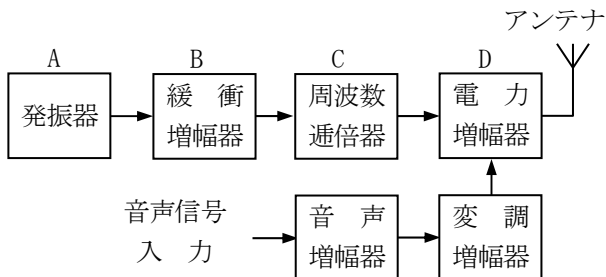 アンテナ
A
B
C
D
発振器
緩 衝
増幅器
周波数
逓倍器
電 力
増幅器
音声信号
入 力
音 声
増幅器
変 調
増幅器